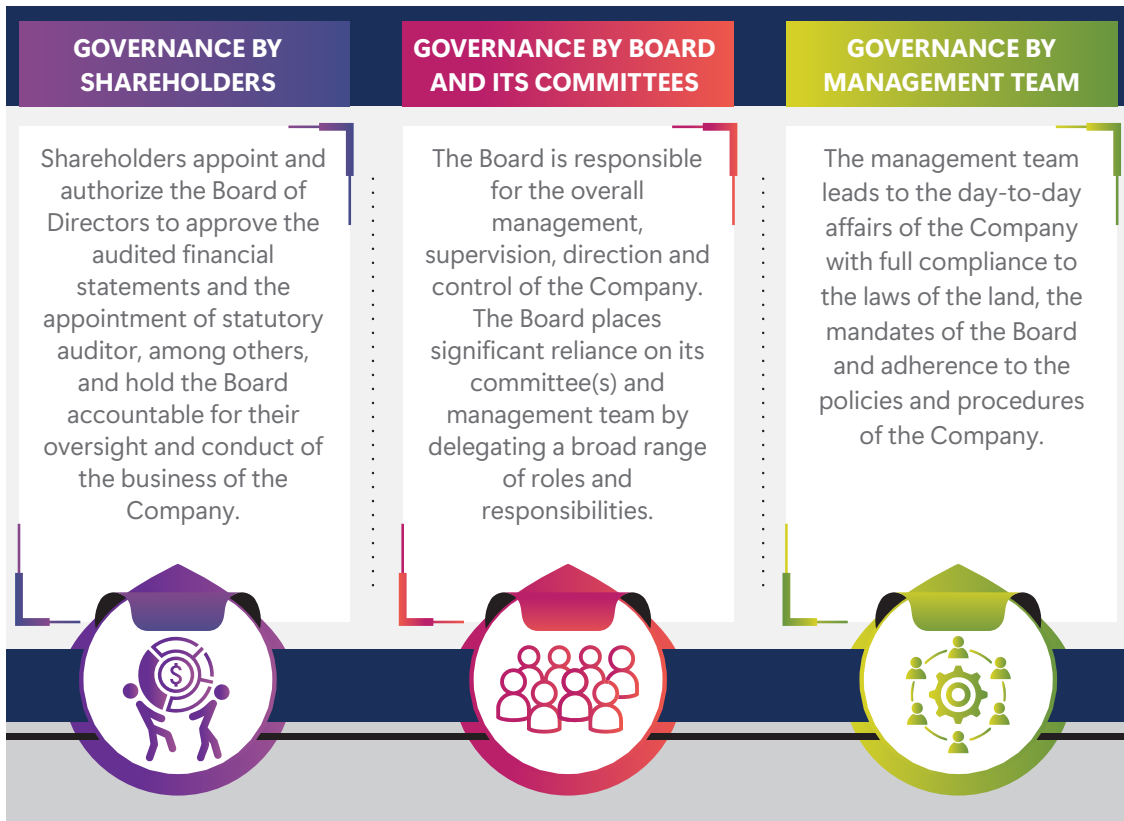 GOVERNANCE BY
SHAREHOLDERS
Shareholders appoint and
authorize the Board of
Directors to approve the
audited financial
statements and the
appointment of statutory
auditor, among others,
and hold the Board
accountable for their
oversight and conduct of
the business of the
Company.
$
GOVERNANCE BY BOARD
AND ITS COMMITTEES
The Board is responsible
for the overall
management,
supervision, direction and
control of the Company.
The Board places
significant reliance on its
committee(s) and
management team by
delegating a broad range
of roles and
responsibilities.
GOVERNANCE BY
MANAGEMENT TEAM
The management team
leads to the day-to-day
affairs of the Company
with full compliance to
the laws of the land, the
mandates of the Board
and adherence to the
policies and procedures
of the Company.